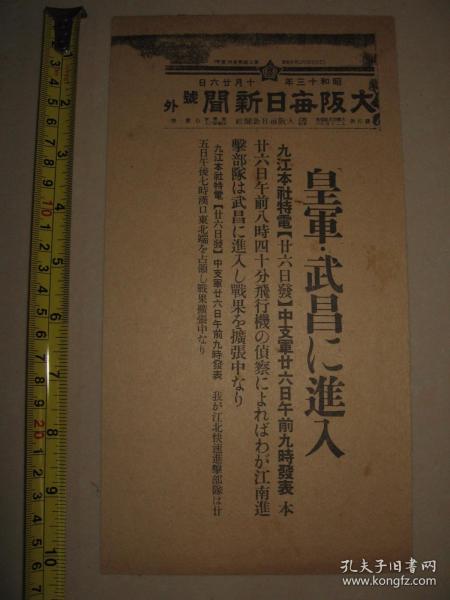 昭和十三年十月廿六日
大阪每日新聞
號外
皇軍・武昌に進入
九江本社特電【廿六日發】中支軍廿六日午前九時發表 本
廿六日午前八時四十分飛行機の偵察によればわが江南進
擊部隊は武昌に進入し戰果を擴張中なり
九江本社特電【廿六日發】中支軍廿六日午前九時發表 我が江北快速進擊部隊は廿
五日午後七時漢口東北端を占領し戰果擴張中なり
孔夫子旧书网
www.kongfz.com